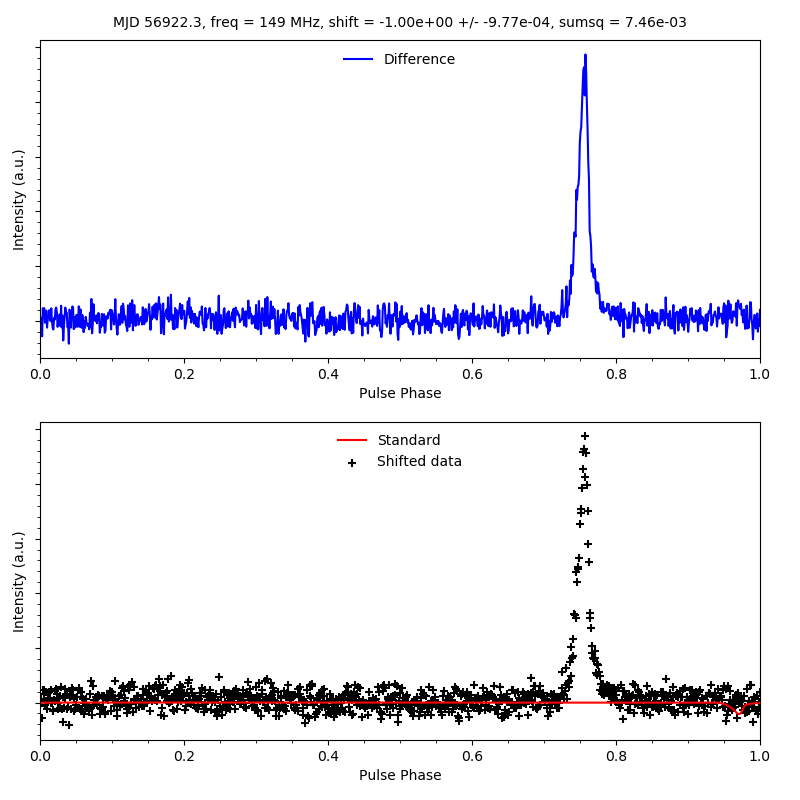 MJD 56922.3, freq = 149 MHz, shift = -1.00e+00 +/- -9.77e-04, sumsq = 7.46e-03
Difference
Intensity (a.u.)
0.0 0.2 0.4 0.6 0.8 1.0
Pulse Phase
Standard
Shifted data
Intensity (a.u.)
0.0 0.2 0.4 0.6 0.8 1.0
Pulse Phase